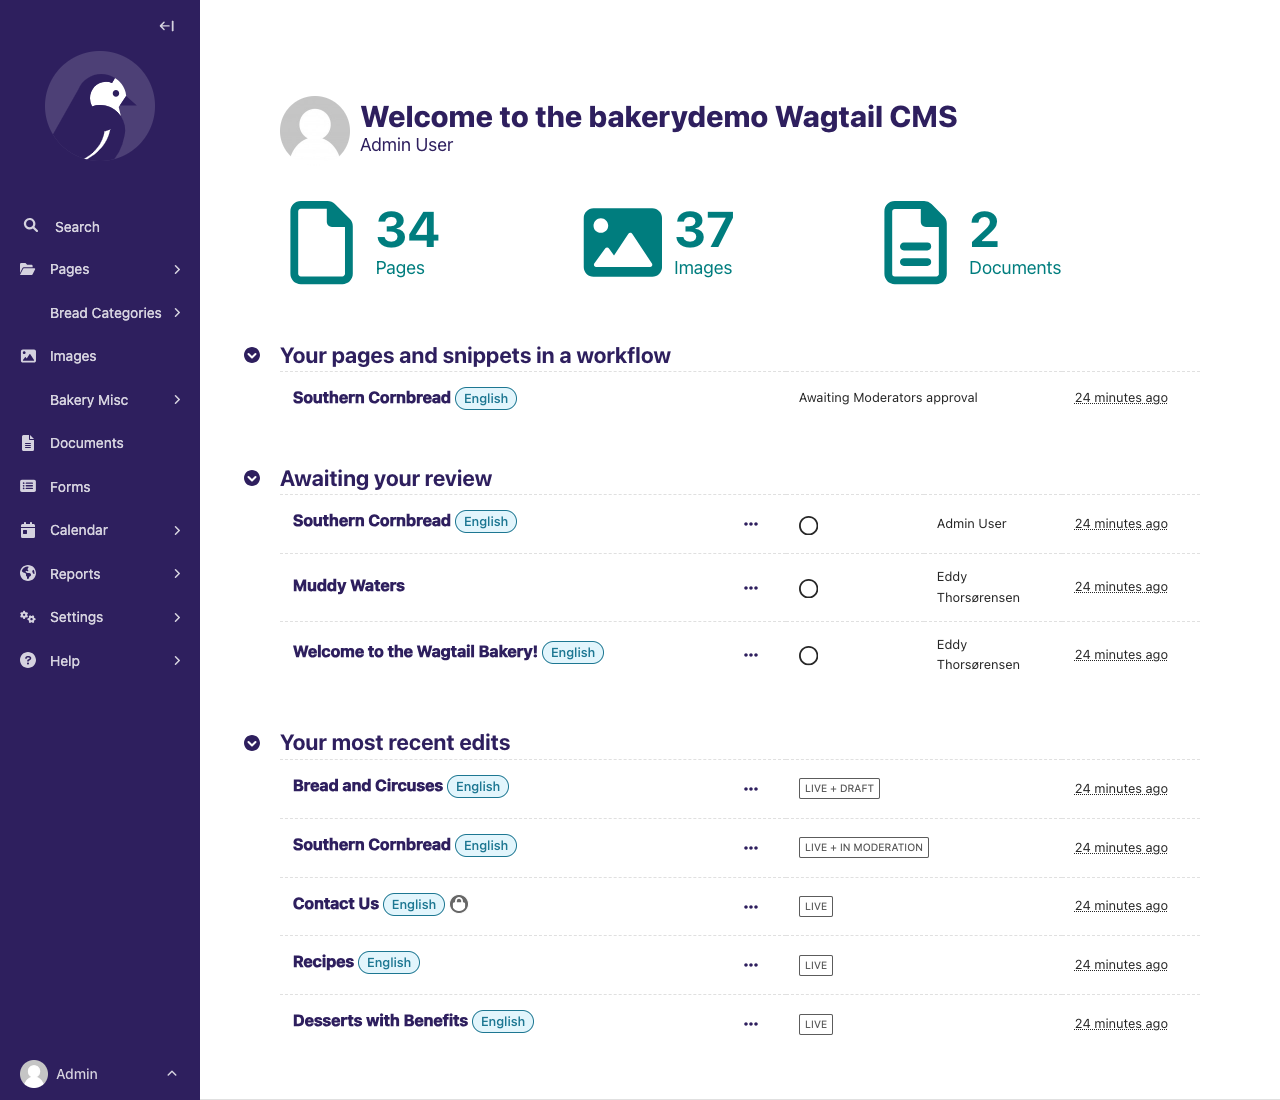 Search
Pages
Bread Categories
Images
Bakery Misc
Documents
Forms
Calendar
Reports
Settings
Help
Admin
Welcome to the bakerydemo Wagtail CMS
Admin User
34
Pages
37
Images
2
Documents
Your pages and snippets in a workflow
Southern Cornbread English Awaiting Moderators approval 24 minutes ago
Awaiting your review
Southern Cornbread English Admin User 24 minutes ago
Muddy Waters Eddy Thorsørensen 24 minutes ago
Welcome to the Wagtail Bakery! English Eddy Thorsørensen 24 minutes ago
Your most recent edits
Bread and Circuses English LIVE + DRAFT 24 minutes ago
Southern Cornbread English LIVE + IN MODERATION 24 minutes ago
Contact Us English LIVE 24 minutes ago
Recipes English LIVE 24 minutes ago
Desserts with Benefits English LIVE 24 minutes ago